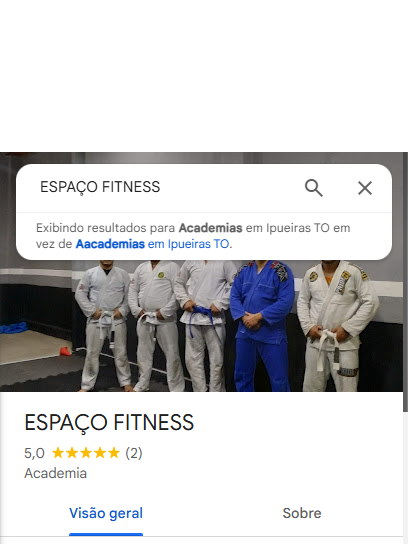 ESPAÇO FITNESS
Exibindo resultados para Academias em Ipueiras TO em
vez de Aacademias em Ipueiras TO.
ESPAÇO FITNESS
5,0 ★★★★★ (2)
Academia
Visão geral
Sobre